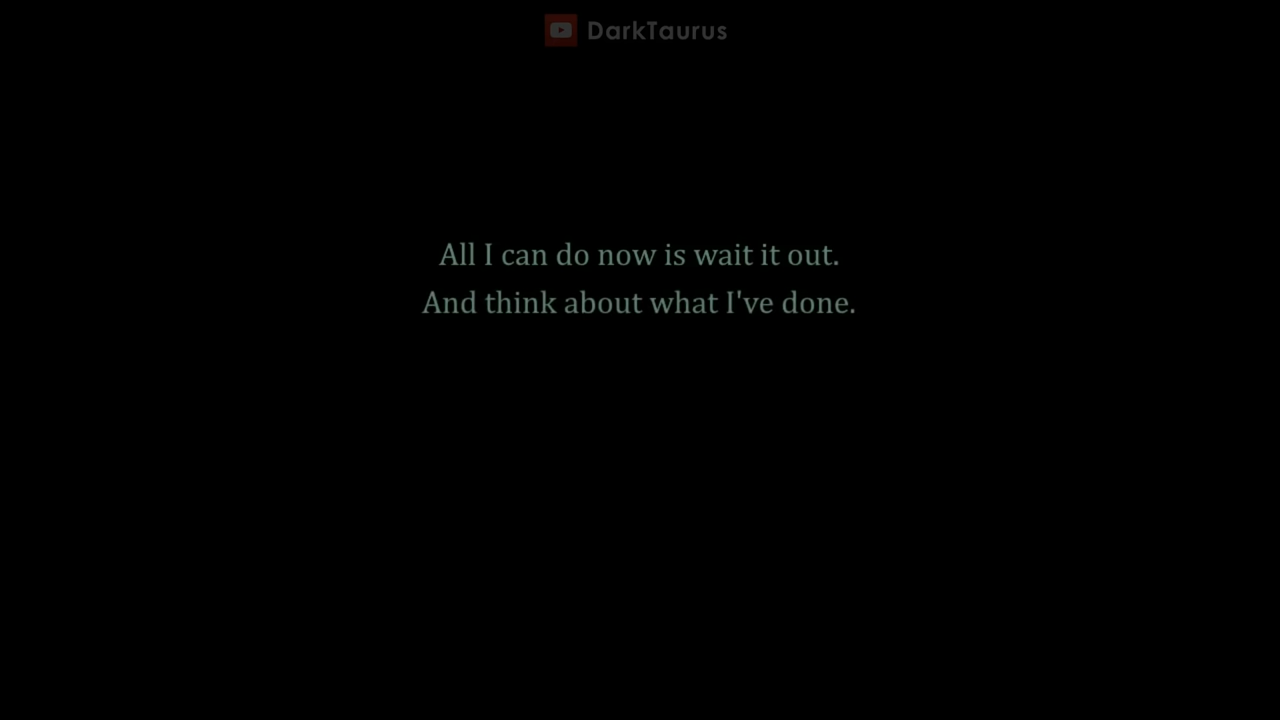 DarkTaurus
All I can do now is wait it out.
And think about what I've done.